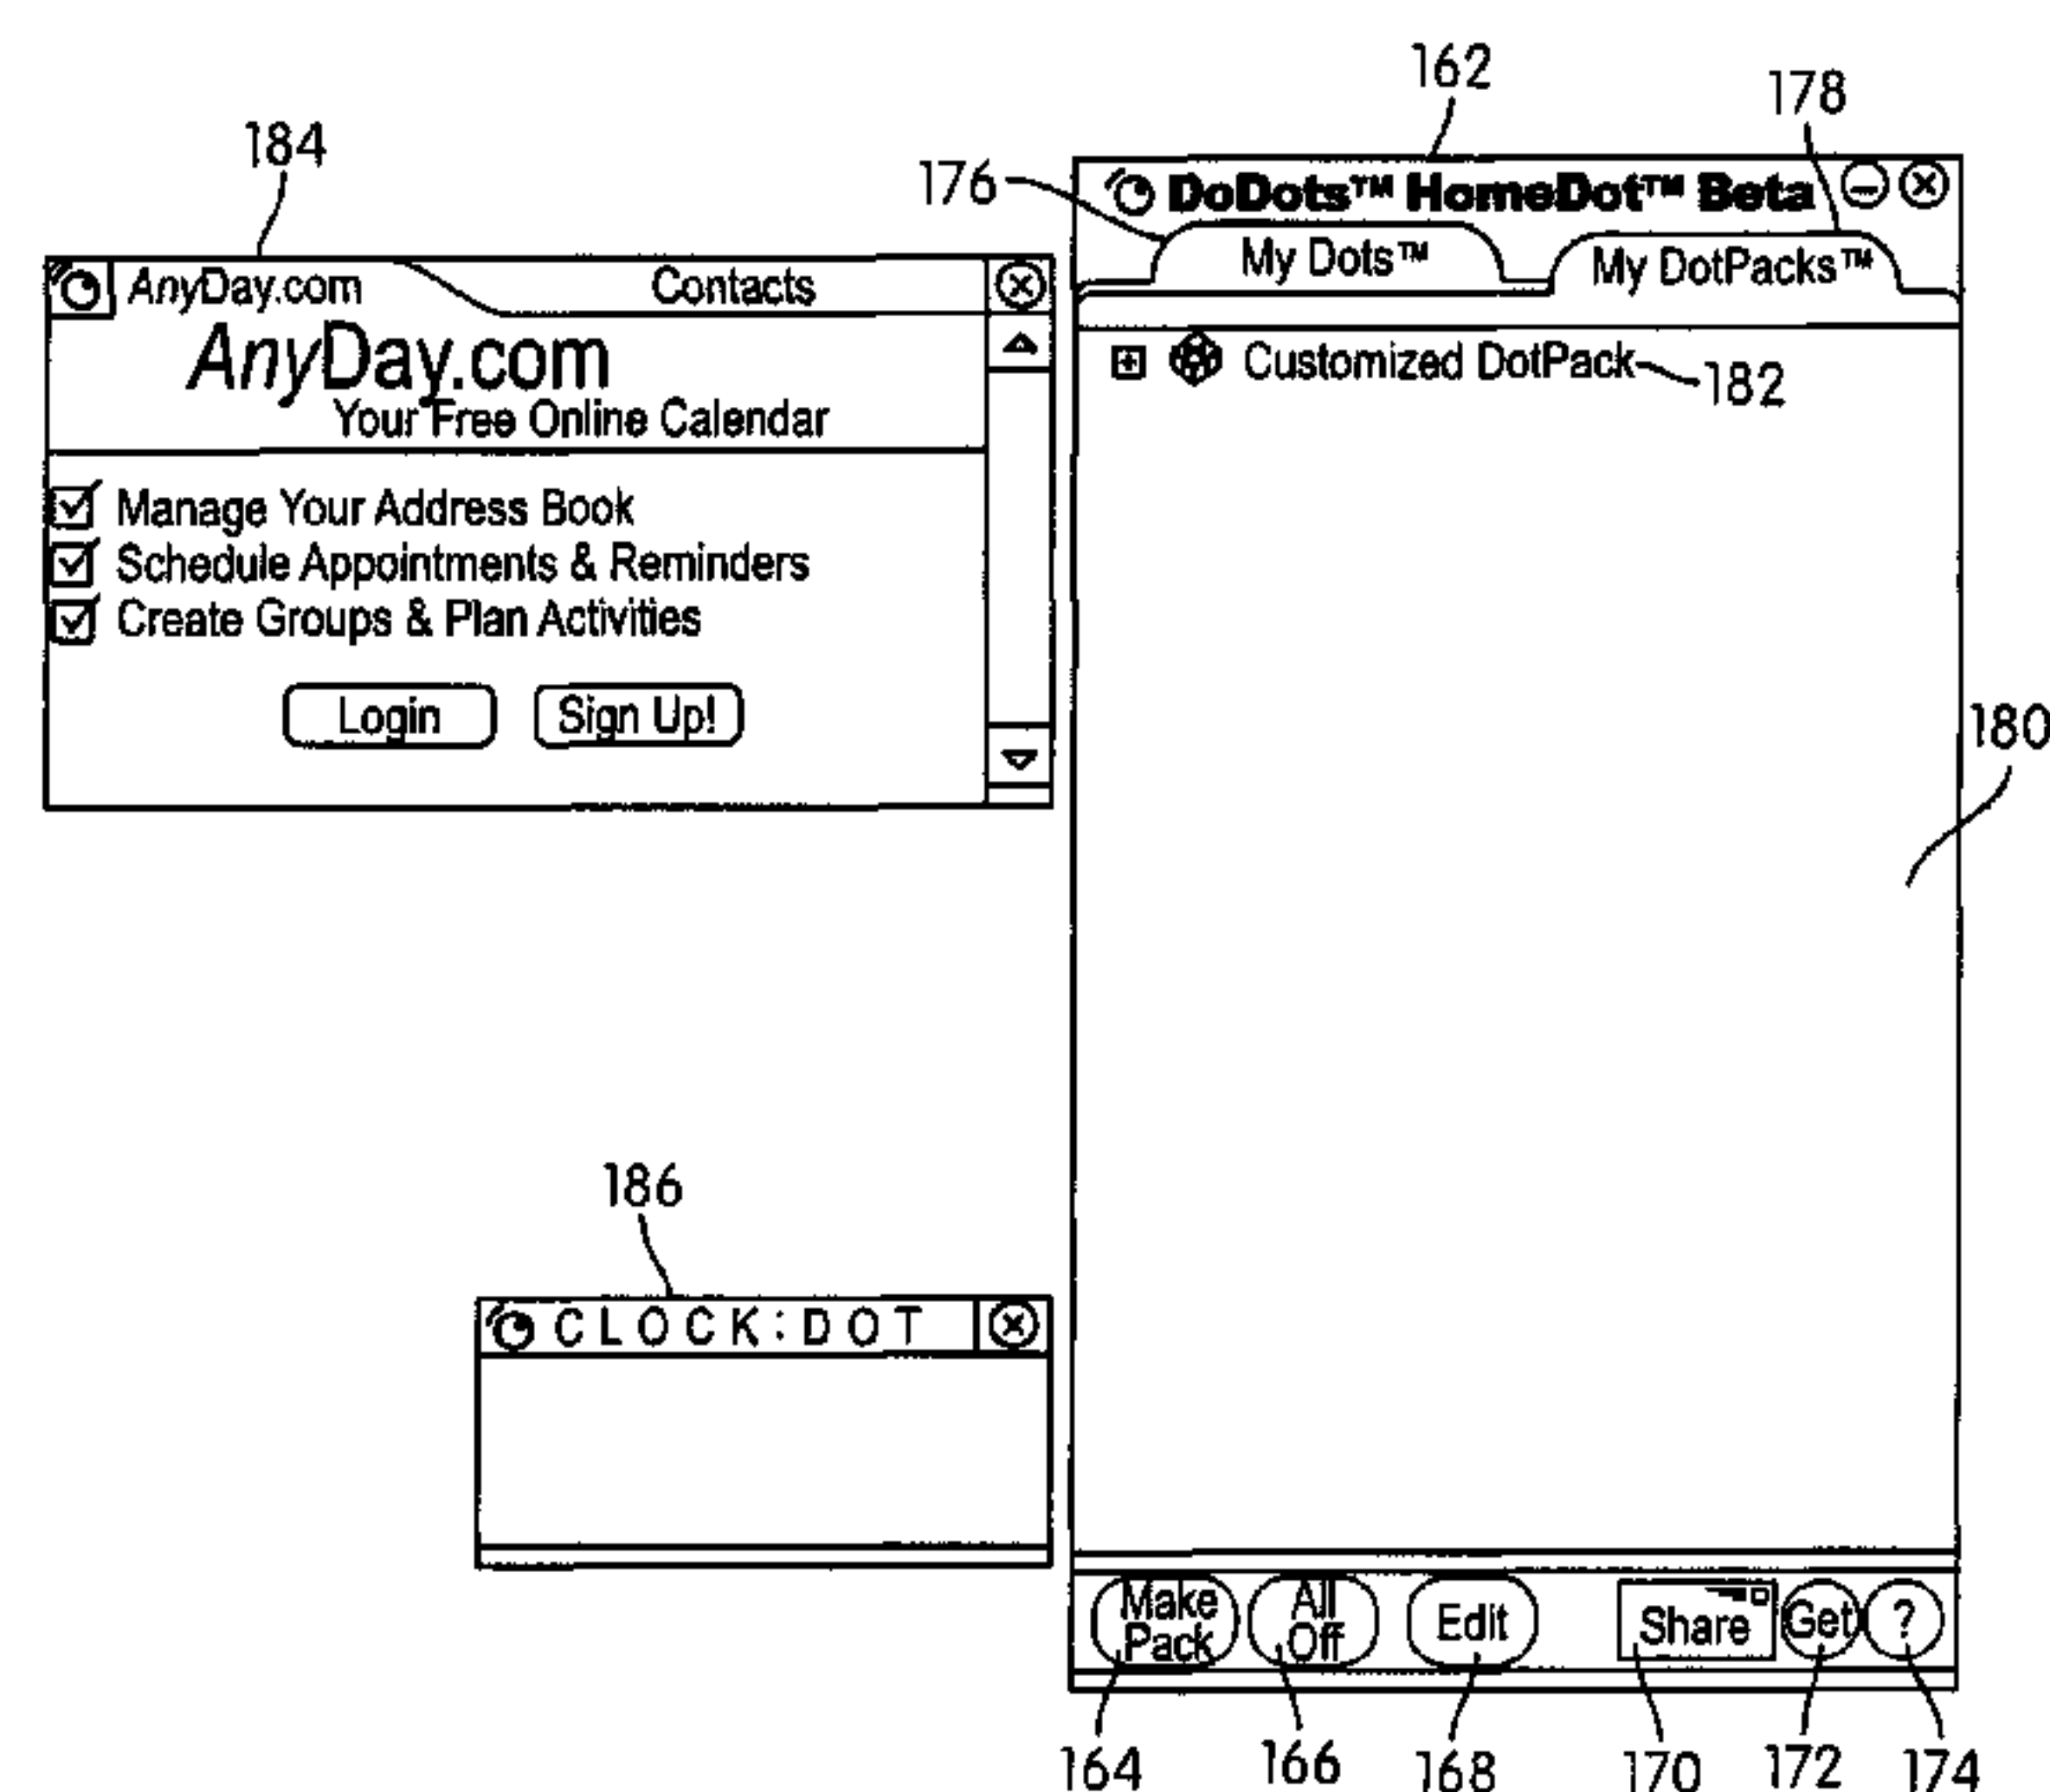 162
178
184
176
DoDots™ HomeDot™ Beta
My Dots™
My DotPacks™
AnyDay.com
Contacts
AnyDay.com
Your Free Online Calendar
Customized DotPack
182
Manage Your Address Book
Schedule Appointments & Reminders
Create Groups & Plan Activities
Login
Sign Up!
180
186
CLOCK:DOT
Make
Pack
All
Off
Edit
Share
Get
?
164
166
168
170
172
174